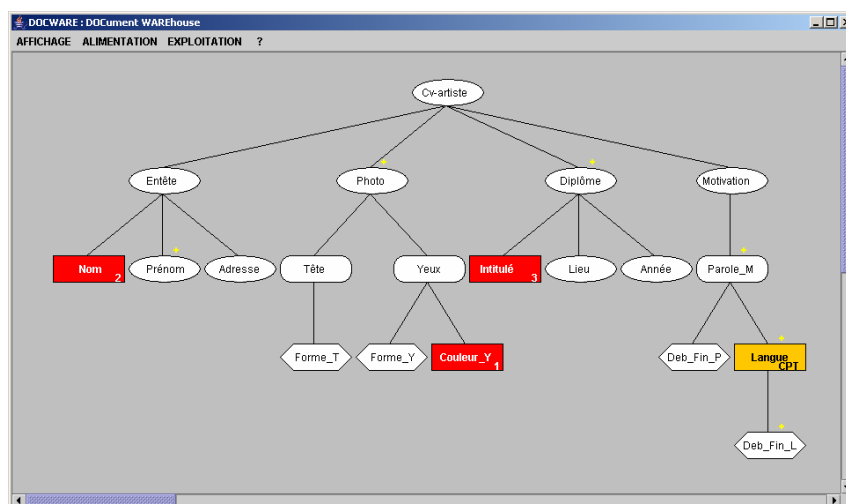 DOCWARE : DOCument WAREhouse
AFFICHAGE ALIMENTATION EXPLOITATION ?
Cv-artiste
Entête Photo + Diplôme + Motivation
Nom 2 Prénom + Adresse Tête Yeux Intitulé 3 Lieu Année Parole_M +
Forme_T Forme_Y Couleur_Y 1 Deb_Fin_P Langue CPT +
Deb_Fin_L +